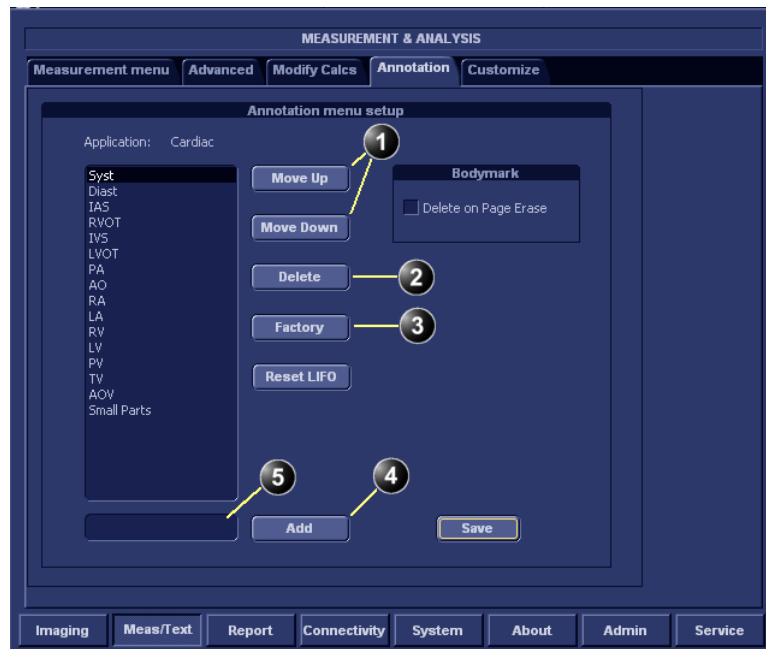 MEASUREMENT & ANALYSIS
Measurement menu Advanced Modify Calcs Annotation Customize
Annotation menu setup
Application: Cardiac
1
Syst
Diast
IAS
RVOT
IVS
LVOT
PA
AO
RA
LA
RV
LV
PV
TV
AOV
Small Parts
Move Up
Move Down
Delete
2
Factory
3
Reset LIFO
Bodymark
Delete on Page Erase
5
4
Add
Save
Imaging Meas/Text Report Connectivity System About Admin Service